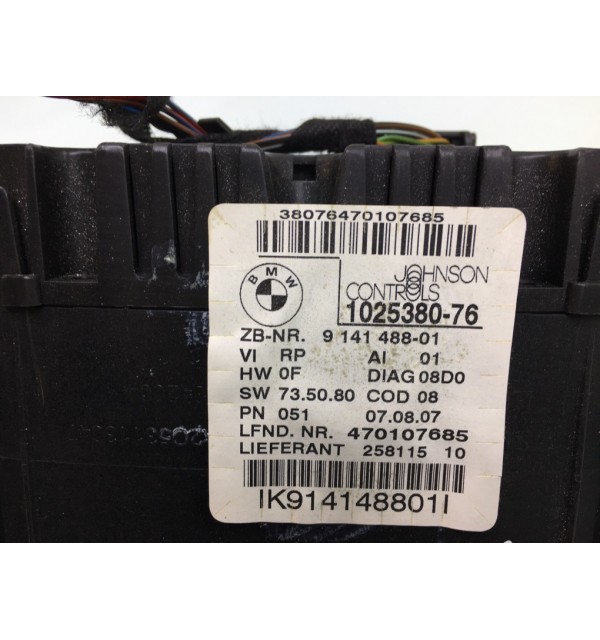 38076470107685
BMW
JOHNSON
CONTROLS
1025380-76
ZB-NR. 9 141 488-01
VI RP AI 01
HW 0F DIAG 08D0
SW 73.50.80 COD 08
PN 051 07.08.07
LFND. NR. 470107685
LIEFERANT 258115 10
IK914148801I